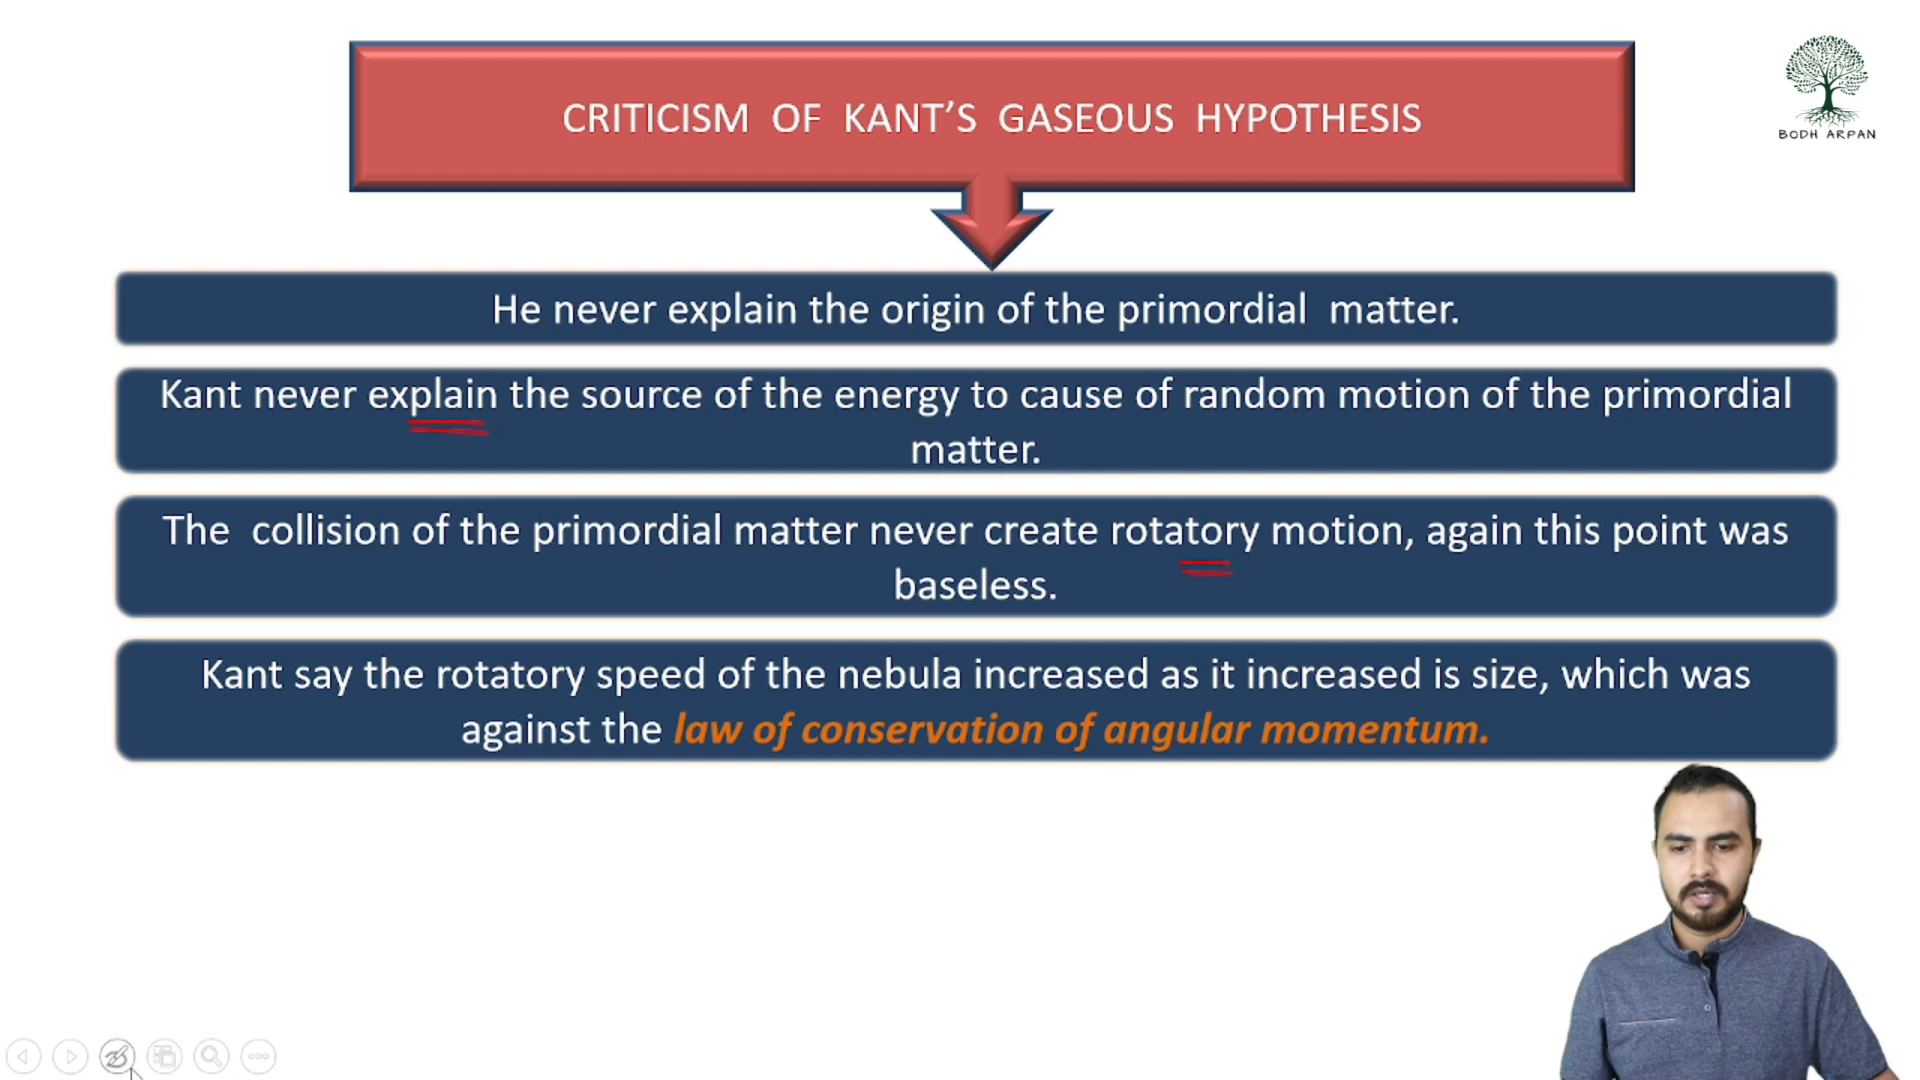 CRITICISM OF KANT’S GASEOUS HYPOTHESIS
BODH ARPAN
He never explain the origin of the primordial matter.
Kant never explain the source of the energy to cause of random motion of the primordial
matter.
The collision of the primordial matter never create rotatory motion, again this point was
baseless.
Kant say the rotatory speed of the nebula increased as it increased is size, which was
against the law of conservation of angular momentum.